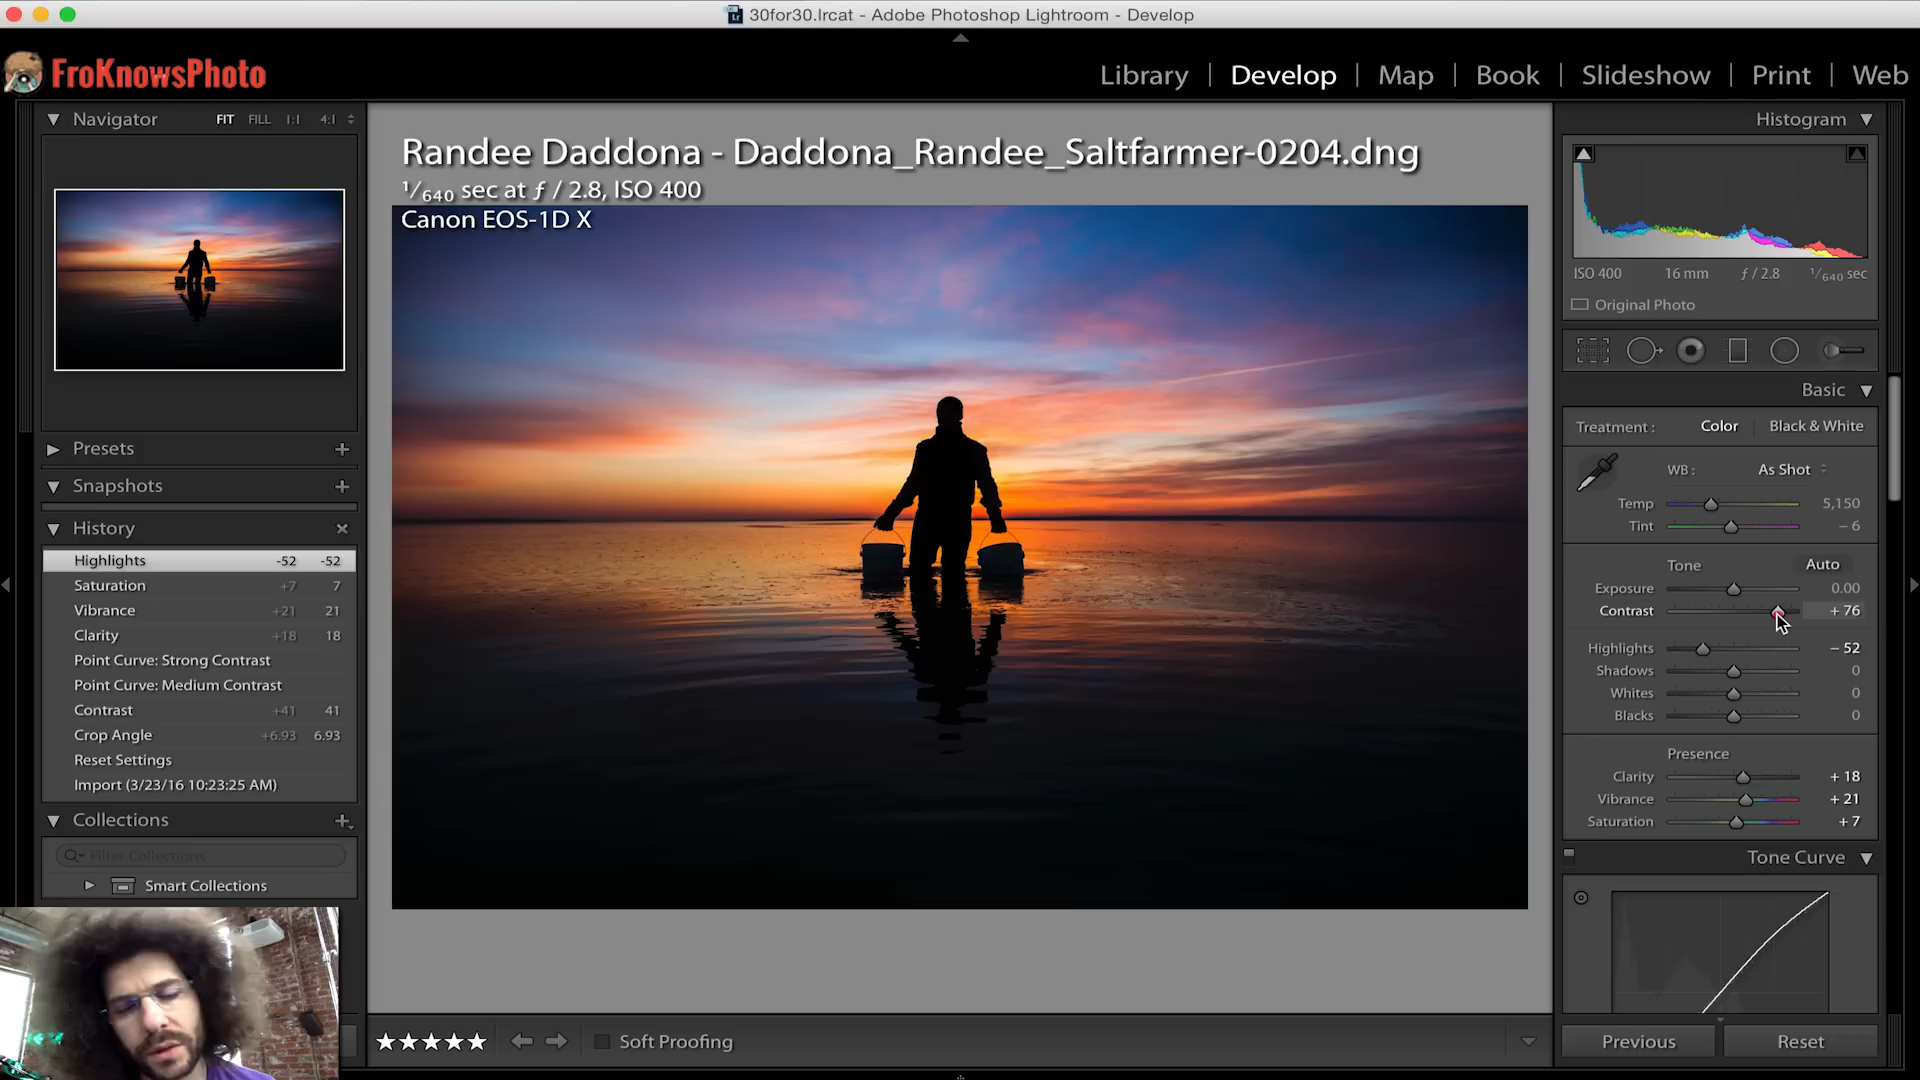 30for30.lrcat - Adobe Photoshop Lightroom - Develop
FroKnowsPhoto
Library | Develop | Map | Book | Slideshow | Print | Web
Navigator FIT FILL 1:1 4:1
Presets
Snapshots
History
Highlights -52 -52
Saturation +7 7
Vibrance +21 21
Clarity +18 18
Point Curve: Strong Contrast
Point Curve: Medium Contrast
Contrast +41 41
Crop Angle +6.93 6.93
Reset Settings
Import (3/23/16 10:23:25 AM)
Collections
Filter Collections
Smart Collections
Randee Daddona - Daddona_Randee_Saltfarmer-0204.dng
1/640 sec at ƒ / 2.8, ISO 400
Canon EOS-1D X
Soft Proofing
Histogram
ISO 400 16 mm ƒ / 2.8 1/640 sec
Original Photo
Basic
Treatment : Color Black & White
WB : As Shot
Temp 5,150
Tint – 6
Tone Auto
Exposure 0.00
Contrast + 76
Highlights – 52
Shadows 0
Whites 0
Blacks 0
Presence
Clarity + 18
Vibrance + 21
Saturation + 7
Tone Curve
Previous Reset